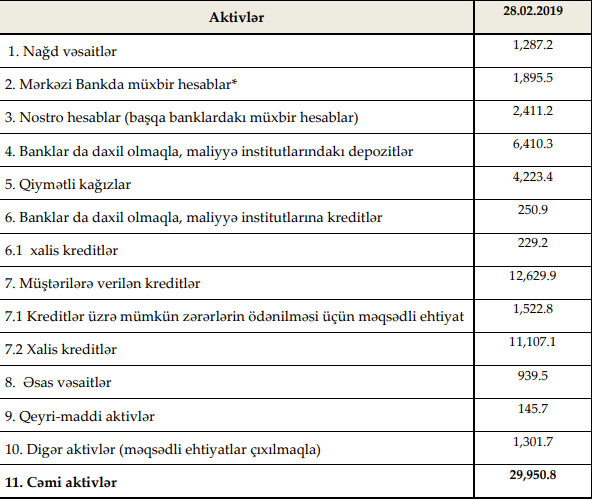 Aktivlər 28.02.2019
1. Nağd vəsaitlər 1,287.2
2. Mərkəzi Bankda müxbir hesablar* 1,895.5
3. Nostro hesablar (başqa banklardakı müxbir hesablar) 2,411.2
4. Banklar da daxil olmaqla, maliyyə institutlarındakı depozitlər 6,410.3
5. Qiymətli kağızlar 4,223.4
6. Banklar da daxil olmaqla, maliyyə institutlarına kreditlər 250.9
6.1 xalis kreditlər 229.2
7. Müştərilərə verilən kreditlər 12,629.9
7.1 Kreditlər üzrə mümkün zərərlərin ödənilməsi üçün məqsədli ehtiyat 1,522.8
7.2 Xalis kreditlər 11,107.1
8. Əsas vəsaitlər 939.5
9. Qeyri-maddi aktivlər 145.7
10. Digər aktivlər (məqsədli ehtiyatlar çıxılmaqla) 1,301.7
11. Cəmi aktivlər 29,950.8